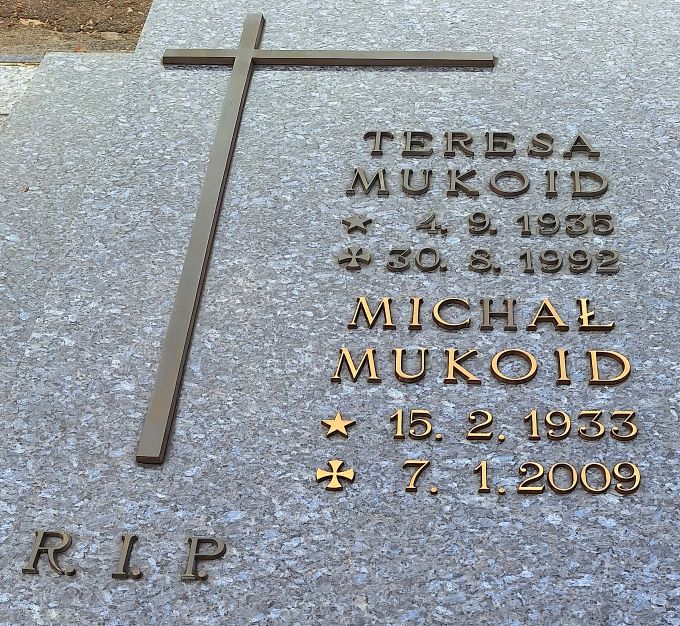 TERESA
MUKOID
★ 4. 9. 1935
✠ 30. 8. 1992
MICHAŁ
MUKOID
★ 15. 2. 1933
✠ 7. 1. 2009
R. I. P.